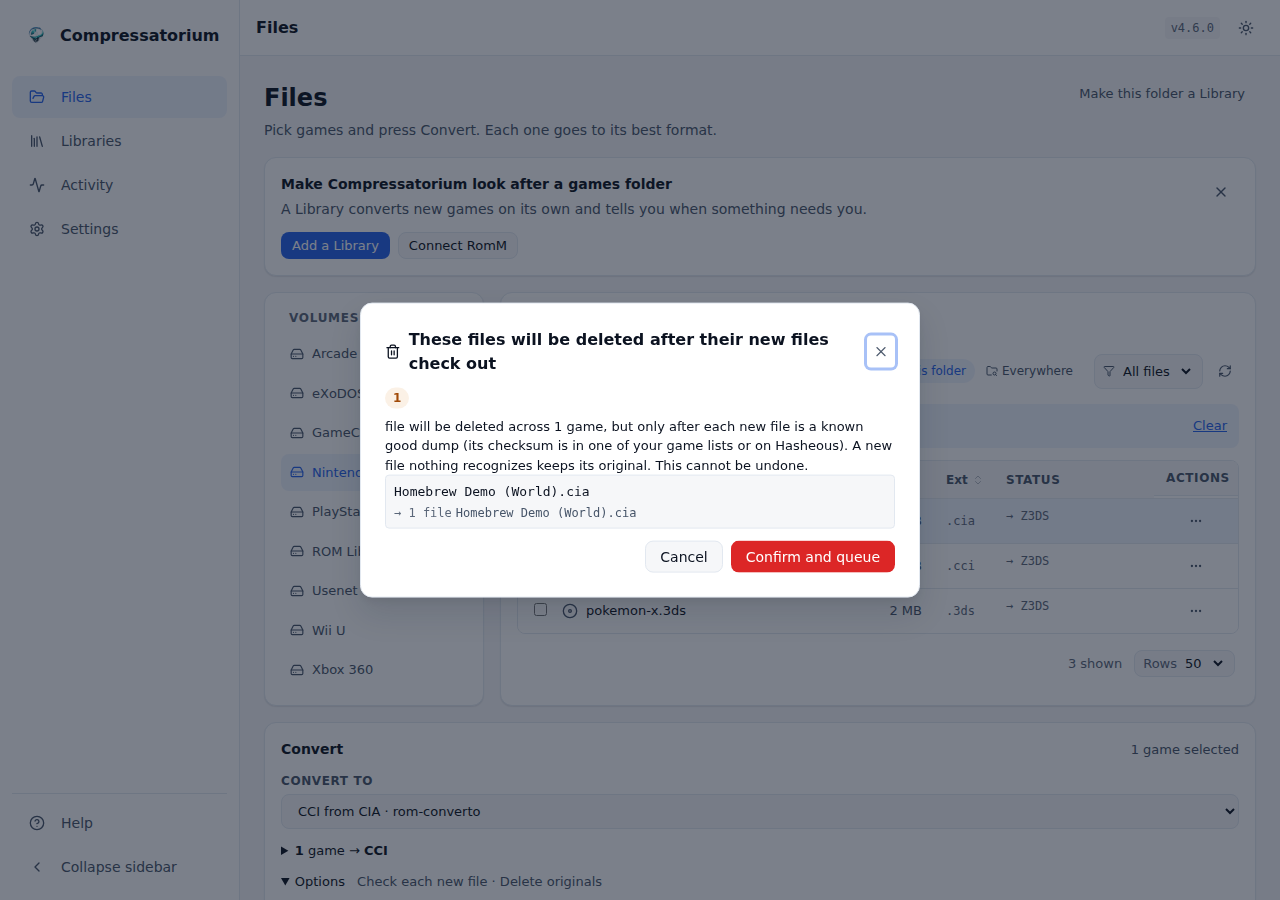 Compressatorium
Files
Libraries
Activity
Settings
Help
Collapse sidebar
Files
v4.6.0
Files
Make this folder a Library
Pick games and press Convert. Each one goes to its best format.
Make Compressatorium look after a games folder
A Library converts new games on its own and tells you when something needs you.
Add a Library
Connect RomM
VOLUMES
Arcade
eXoDOS
GameC
Nintend
PlaySta
ROM Li
Usenet
Wii U
Xbox 360
s folder
Everywhere
All files
Clear
Ext
STATUS
ACTIONS
.cia
→ Z3DS
.cci
→ Z3DS
pokemon-x.3ds
2 MB
.3ds
→ Z3DS
3 shown
Rows 50
These files will be deleted after their new files
check out
1
file will be deleted across 1 game, but only after each new file is a known
good dump (its checksum is in one of your game lists or on Hasheous). A new
file nothing recognizes keeps its original. This cannot be undone.
Homebrew Demo (World).cia
→ 1 file Homebrew Demo (World).cia
Cancel
Confirm and queue
Convert
1 game selected
CONVERT TO
CCI from CIA · rom-converto
1 game → CCI
Options Check each new file · Delete originals